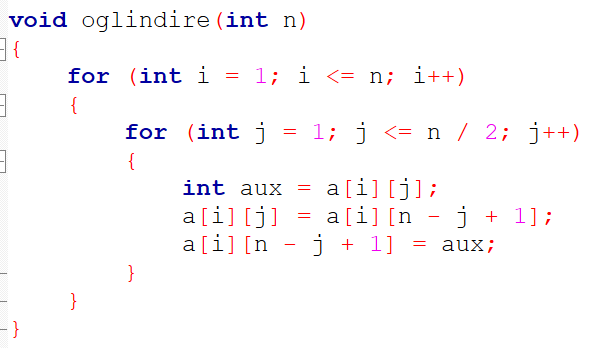 void oglindire(int n)
{
    for (int i = 1; i <= n; i++)
    {
        for (int j = 1; j <= n / 2; j++)
        {
            int aux = a[i][j];
            a[i][j] = a[i][n - j + 1];
            a[i][n - j + 1] = aux;
        }
    }
}